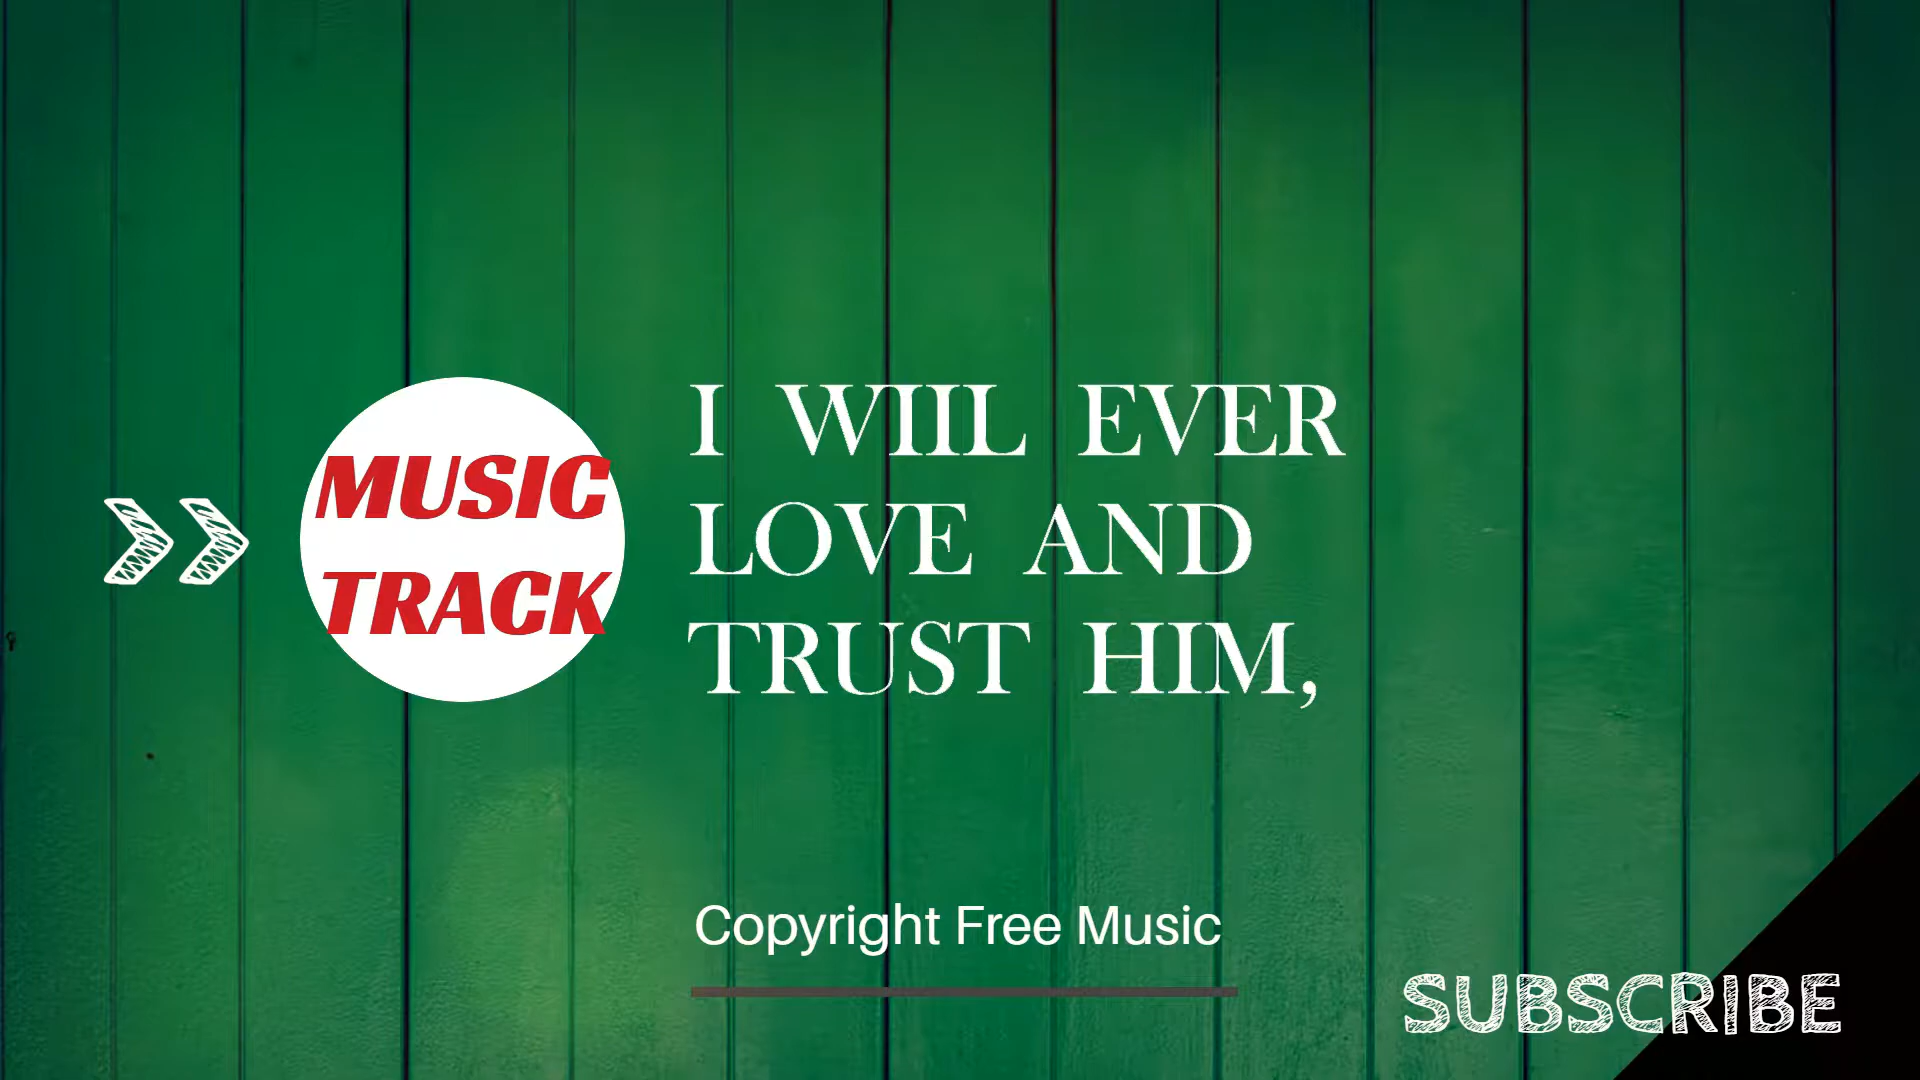 MUSIC
TRACK
I WIIL EVER
LOVE AND
TRUST HIM,
Copyright Free Music
SUBSCRIBE